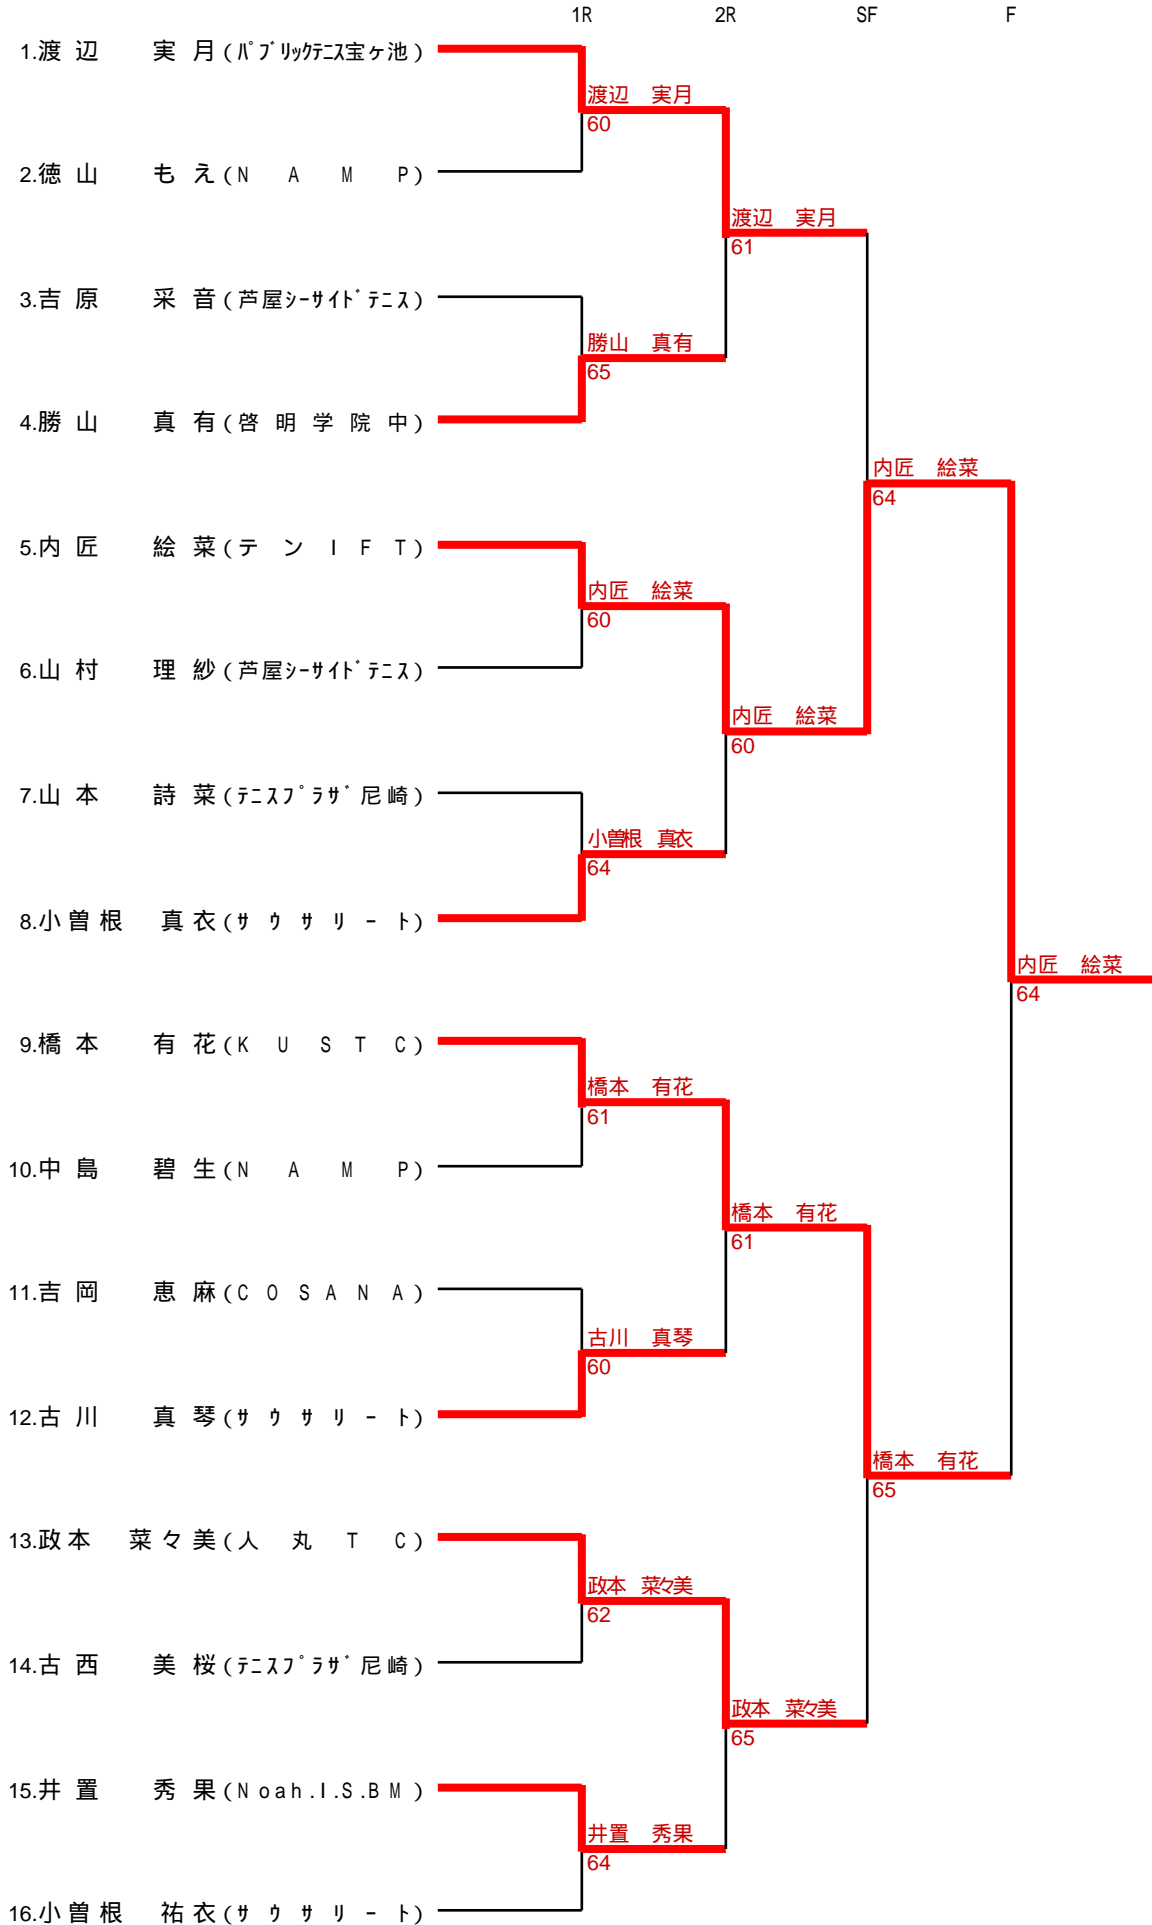 1R 2R SF F
1.渡辺 実月(ﾊﾟﾌﾞﾘｯｸﾃﾆｽ宝ヶ池)
渡辺 実月
60
2.徳山 もえ(NAMP)
渡辺 実月
61
3.吉原 采音(芦屋ｼｰｻｲﾄﾞﾃﾆｽ)
勝山 真有
65
4.勝山 真有(啓明学院中)
内匠 絵菜
64
5.内匠 絵菜(テンIFT)
内匠 絵菜
60
6.山村 理紗(芦屋ｼｰｻｲﾄﾞﾃﾆｽ)
内匠 絵菜
60
7.山本 詩菜(ﾃﾆｽﾌﾟﾗｻﾞ尼崎)
小曽根 真衣
64
8.小曽根 真衣(ｻｳｻﾘｰﾄ)
内匠 絵菜
64
9.橋本 有花(KUSTC)
橋本 有花
61
10.中島 碧生(NAMP)
橋本 有花
61
11.吉岡 恵麻(COSANA)
古川 真琴
60
12.古川 真琴(ｻｳｻﾘｰﾄ)
橋本 有花
65
13.政本 菜々美(人丸TC)
政本 菜々美
62
14.古西 美桜(ﾃﾆｽﾌﾟﾗｻﾞ尼崎)
政本 菜々美
65
15.井置 秀果(Noah.I.S.BM)
井置 秀果
64
16.小曽根 祐衣(ｻｳｻﾘｰﾄ)